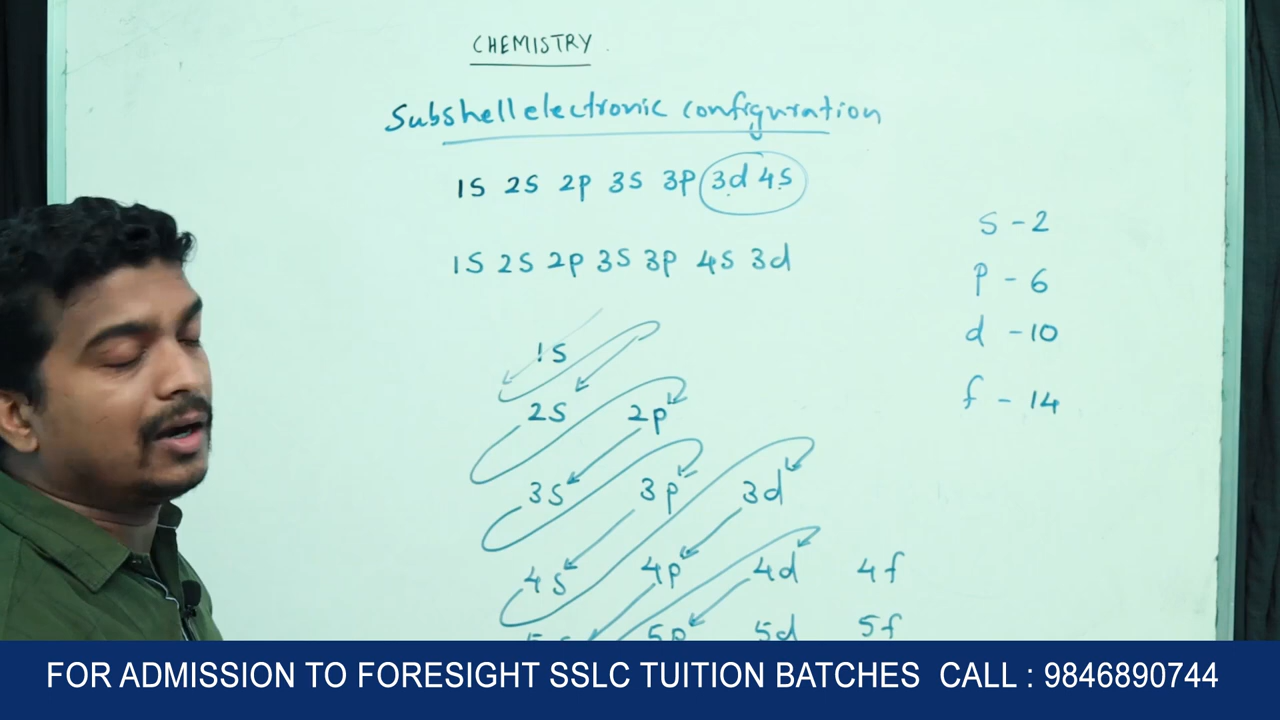 CHEMISTRY
Subshell electronic configuration
1S 2S 2p 3S 3p 3d 4S
1S 2S 2p 3S 3p 4S 3d
S - 2
p - 6
d - 10
f - 14
1S
2S 2p
3S 3p 3d
4S 4p 4d 4f
5s 5p 5d 5f
FOR ADMISSION TO FORESIGHT SSLC TUITION BATCHES CALL : 9846890744